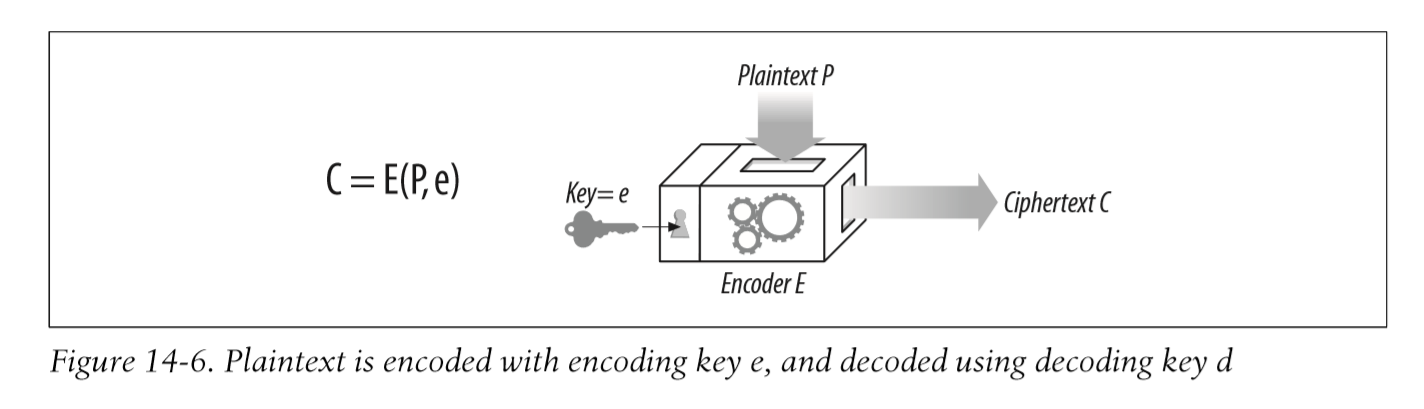 Plaintext P
C = E(P, e)
Key= e
Ciphertext C
Encoder E
Figure 14-6. Plaintext is encoded with encoding key e, and decoded using decoding key d